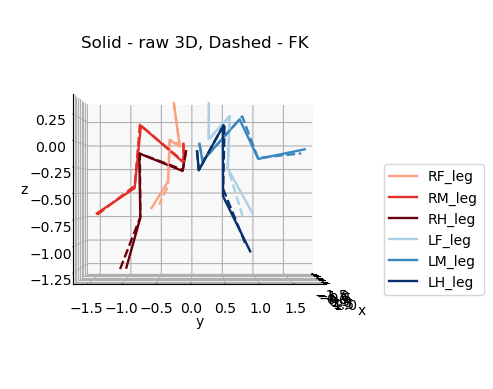 Solid - raw 3D, Dashed - FK
0.25
0.00
−0.25
−0.50
−0.75
−1.00
−1.25
z
−1.5 −1.0 −0.5 0.0 0.5 1.0 1.5
y
x
RF_leg
RM_leg
RH_leg
LF_leg
LM_leg
LH_leg